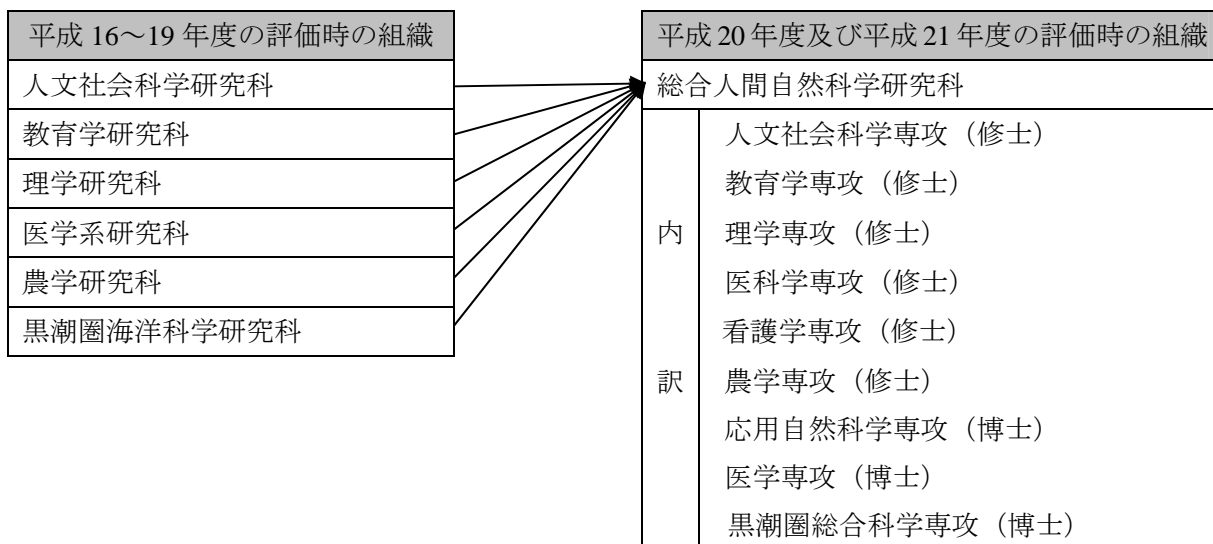 平成 16～19 年度の評価時の組織
人文社会科学研究科
教育学研究科
理学研究科
医学系研究科
農学研究科
黒潮圏海洋科学研究科
平成 20 年度及び平成 21 年度の評価時の組織
総合人間自然科学研究科
内訳
人文社会科学専攻（修士）
教育学専攻（修士）
理学専攻（修士）
医科学専攻（修士）
看護学専攻（修士）
農学専攻（修士）
応用自然科学専攻（博士）
医学専攻（博士）
黒潮圏総合科学専攻（博士）